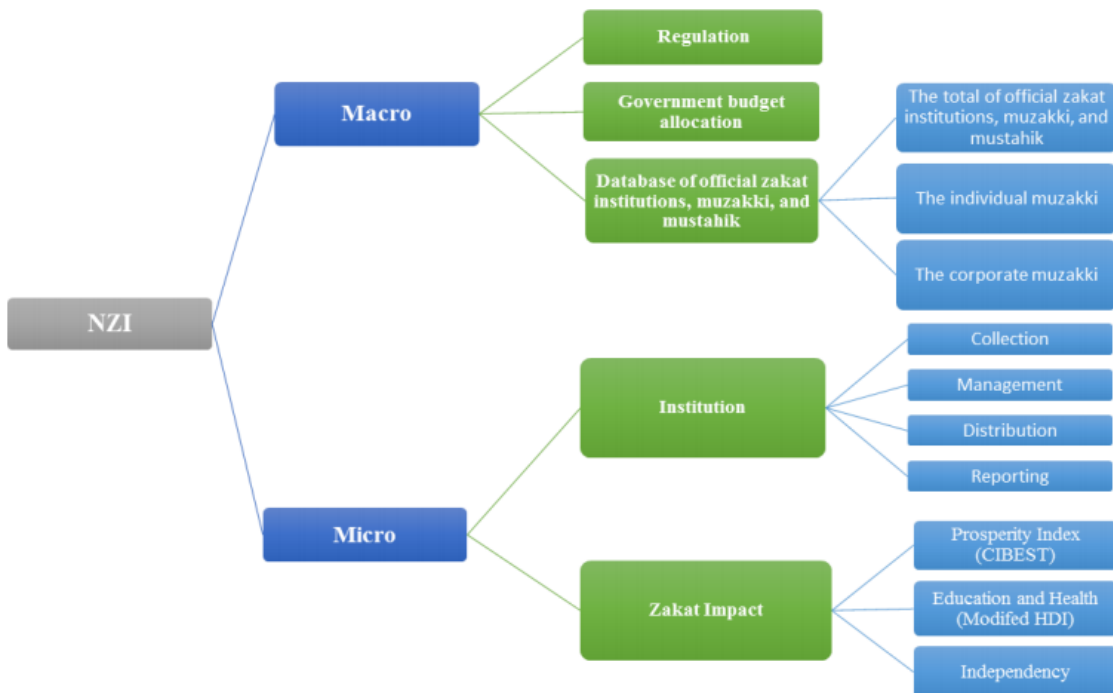 NZI
Macro
Regulation
Government budget
allocation
Database of official zakat
institutions, muzakki, and
mustahik
The total of official zakat
institutions, muzakki, and
mustahik
The individual muzakki
The corporate muzakki
Micro
Institution
Collection
Management
Distribution
Reporting
Zakat Impact
Prosperity Index
(CIBEST)
Education and Health
(Modifed HDI)
Independency